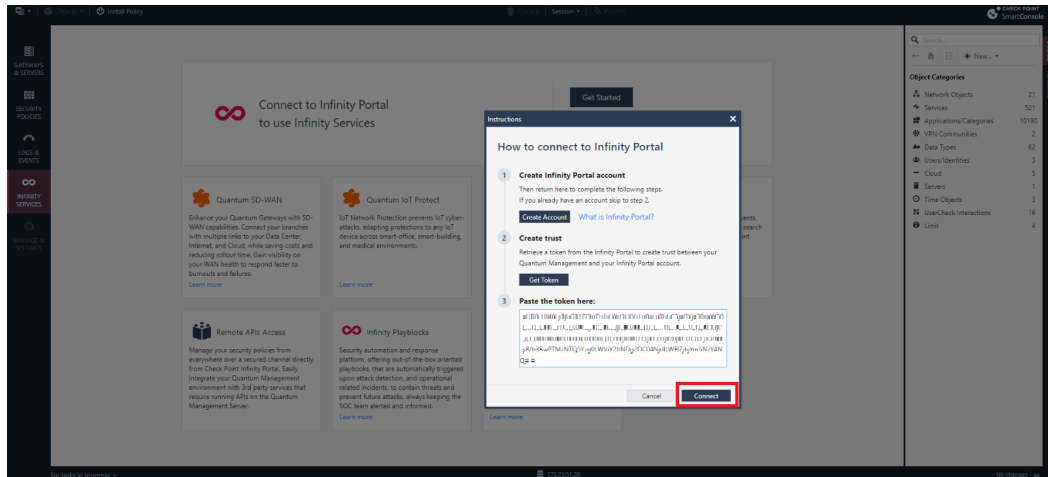 Objects
Install Policy
Discard
Session
Publish
CHECK POINT
SmartConsole
GATEWAYS
& SERVERS
SECURITY
POLICIES
LOGS &
EVENTS
INFINITY
SERVICES
MANAGE &
SETTINGS
Connect to Infinity Portal
to use Infinity Services
Get Started
Quantum SD-WAN
Enhance your Quantum Gateways with SD-
WAN capabilities. Connect your branches
with multiple links to your Data Center,
Internet, and Cloud, while saving costs and
reducing rollout time. Gain visibility on
your WAN health to respond faster to
burnouts and failures.
Learn more
Quantum IoT Protect
IoT Network Protection prevents IoT cyber-
attacks, adapting protections to any IoT
device across smart-office, smart-building,
and medical environments.
Learn more
Remote APIs Access
Manage your security policies from
everywhere over a secured channel directly
from Check Point Infinity Portal. Easily
integrate your Quantum Management
environment with 3rd party services that
require running APIs on the Quantum
Management Server.
Infinity Playblocks
Security automation and response
platform, offering out-of-the-box oriented
playbooks, that are automatically triggered
upon attack detection, and operational
related incidents, to contain threats and
prevent future attacks, always keeping the
SOC team alerted and informed.
Learn more
Learn more
Instructions
How to connect to Infinity Portal
1 Create Infinity Portal account
Then return here to complete the following steps.
If you already have an account skip to step 2.
Create Account What is Infinity Portal?
2 Create trust
Retrieve a token from the Infinity Portal to create trust between your
Quantum Management and your Infinity Portal account.
Get Token
3 Paste the token here:
Cancel
Connect
Search...
New...
Object Categories
Network Objects 21
Services 521
Applications/Categories 10190
VPN Communities 2
Data Types 62
Users/Identities 3
Cloud 5
Servers 1
Time Objects 3
UserCheck Interactions 16
Limit 4
No tasks in progress
172.23.51.58
No changes